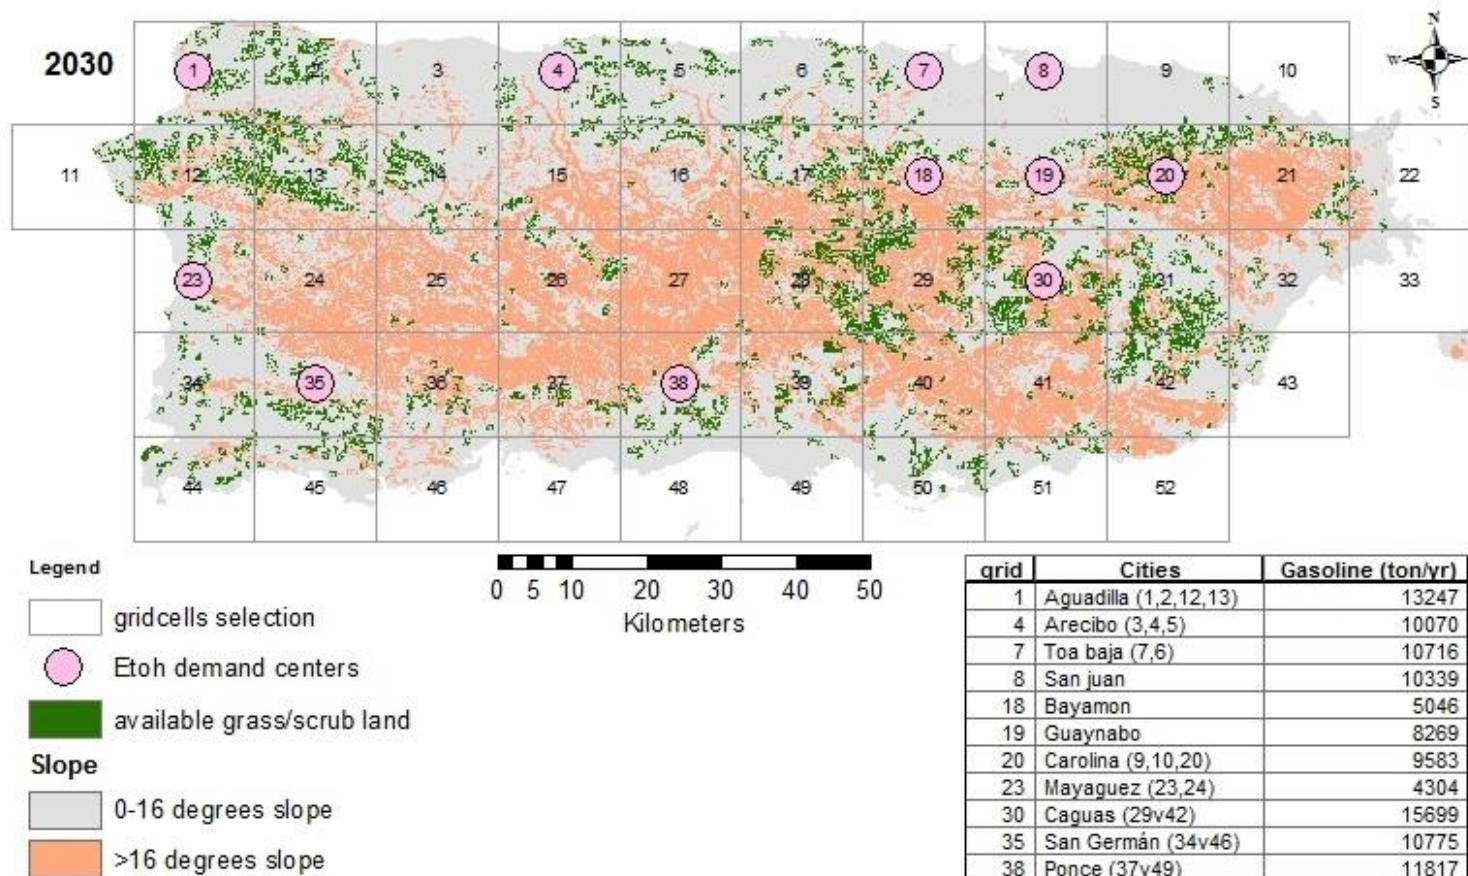 N
2030
W
S
1 2 3 4 5 6 7 8 9 10
11 12 13 14 15 16 17 18 19 20 21 22
23 24 25 26 27 28 29 30 31 32 33
34 35 36 37 38 39 40 41 42 43
44 45 46 47 48 49 50 51 52
Legend
gridcells selection
Etoh demand centers
available grass/scrub land
Slope
0-16 degrees slope
>16 degrees slope
0 5 10 20 30 40 50
Kilometers
grid Cities Gasoline (ton/yr)
1 Aguadilla (1,2,12,13) 13247
4 Arecibo (3,4,5) 10070
7 Toa baja (7,6) 10716
8 San juan 10339
18 Bayamon 5046
19 Guaynabo 8269
20 Carolina (9,10,20) 9583
23 Mayaguez (23,24) 4304
30 Caguas (29v42) 15699
35 San Germán (34v46) 10775
38 Ponce (37v49) 11817